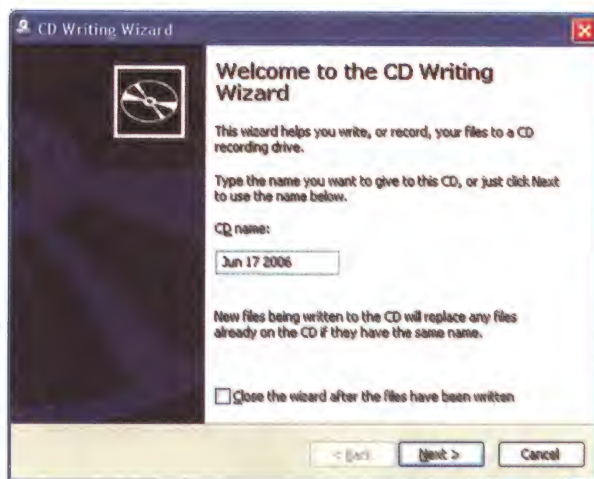 CD Writing Wizard
Welcome to the CD Writing
Wizard
This wizard helps you write, or record, your files to a CD
recording drive.
Type the name you want to give to this CD, or just click Next
to use the name below.
CD name:
Jun 17 2006
New files being written to the CD will replace any files
already on the CD if they have the same name.
Close the wizard after the files have been written
< Back Next > Cancel